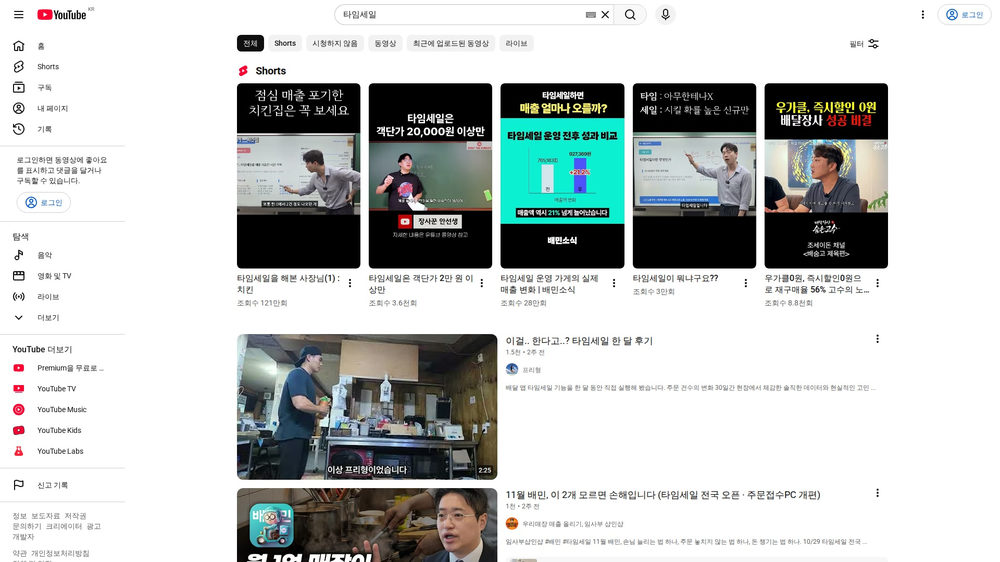 YouTube KR
타임세일
로그인
홈
Shorts
구독
내 페이지
기록
로그인하면 동영상에 좋아요
를 표시하고 댓글을 달거나
구독할 수 있습니다.
로그인
탐색
음악
영화 및 TV
라이브
더보기
YouTube 더보기
Premium을 무료로 ...
YouTube TV
YouTube Music
YouTube Kids
YouTube Labs
신고 기록
정보 보도자료 저작권
문의하기 크리에이터 광고
개발자
약관 개인정보처리방침
전체 Shorts 시청하지 않음 동영상 최근에 업로드된 동영상 라이브
필터
Shorts
점심 매출 포기한
치킨집은 꼭 보세요
타임세일을 해본 사장님(1) :
치킨
조회수 121만회
타임세일은
객단가 20,000원 이상만
장사꾼 안선생
자세한 내용은 유튜브 풀영상 참고
타임세일은 객단가 2만 원 이
상만
조회수 3.6천회
타임세일하면
매출 얼마나 오를까?
타임세일 운영 전후 성과 비교
전
후
매출액 역시 21% 넘게 늘어났습니다
배민소식
타임세일 운영 가게의 실제
매출 변화 | 배민소식
조회수 28만회
타임 : 아무한테나X
세일 : 시킬 확률 높은 신규만
타임세일입니다
타임세일이 뭐냐구요??
조회수 3만회
우가클, 즉시할인 0원
배달장사 성공 비결
조세이돈 채널
<배숨고 제육편>
우가클0원, 즉시할인0원으
로 재구매율 56% 고수의 노...
조회수 8.8천회
이상 프리형이었습니다
2:25
이걸.. 한다고..? 타임세일 한 달 후기
1.5천 • 2주 전
프리형
배달 앱 타임세일 기능을 한 달 동안 직접 실행해 봤습니다. 주문 건수의 변화 30일간 현장에서 체감한 솔직한 데이터와 현실적인 고민 ...
11월 배민, 이 2개 모르면 손해입니다 (타임세일 전국 오픈 · 주문접수PC 개편)
1천 • 2주 전
우리매장 매출 올리기, 임사부 삼인삼
임사부삼인삼 #배민 #타임세일 11월 배민, 손님 늘리는 법 하나, 주문 놓치지 않는 법 하나, 돈 챙기는 법 하나. 10/29 타임세일 전국 ...